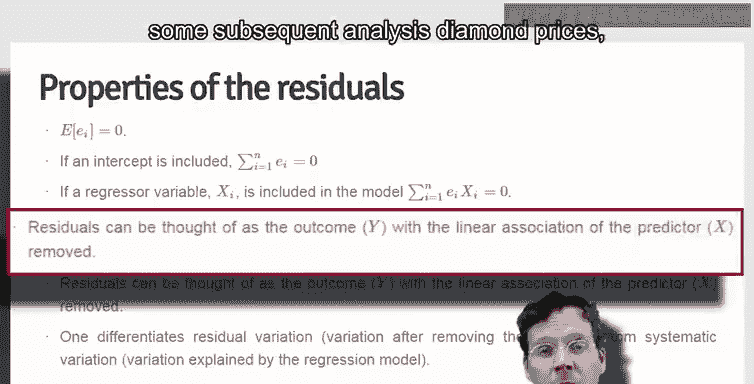 some subsequent analysis diamond prices,
Properties of the residuals
· E[eᵢ] = 0.
· If an intercept is included, ∑ⁿᵢ₌₁ eᵢ = 0
· If a regressor variable, Xᵢ, is included in the model ∑ⁿᵢ₌₁ eᵢXᵢ = 0.
· Residuals can be thought of as the outcome (Y) with the linear association of the predictor (X)
removed.
· Residuals can be thought of as the outcome (Y) with the linear association of the predictor (X
removed.
· One differentiates residual variation (variation after removing the systematic
variation (variation explained by the regression model).